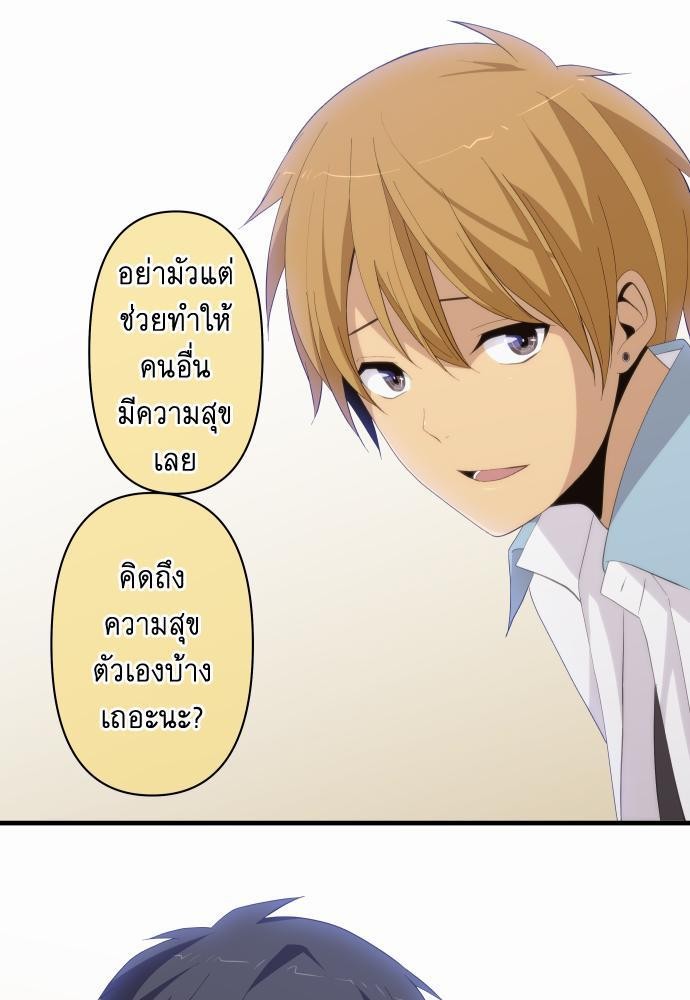 อย่ามัวแต่
ช่วยทำให้
คนอื่น
มีความสุข
เลย
คิดถึง
ความสุข
ตัวเองบ้าง
เถอะนะ?